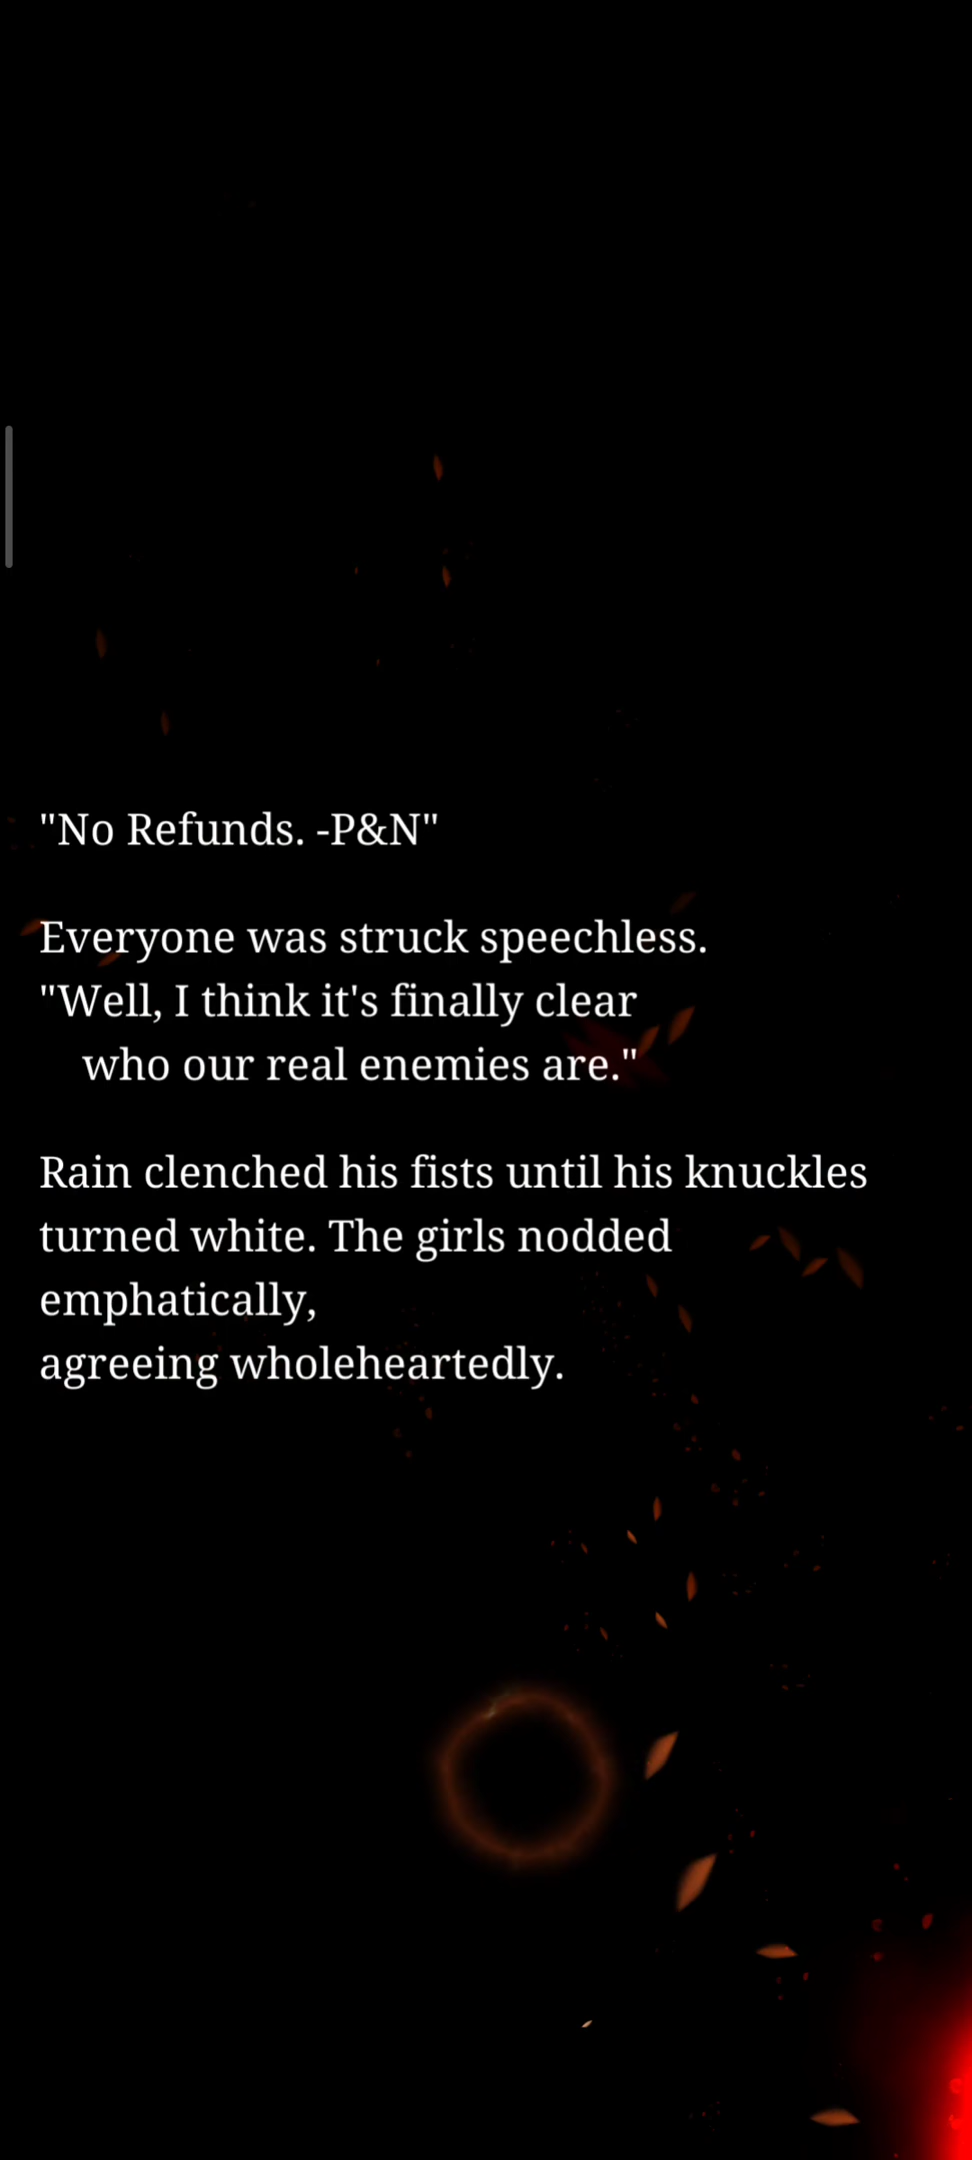 "No Refunds. -P&N"
Everyone was struck speechless.
"Well, I think it's finally clear
who our real enemies are."
Rain clenched his fists until his knuckles
turned white. The girls nodded
emphatically,
agreeing wholeheartedly.